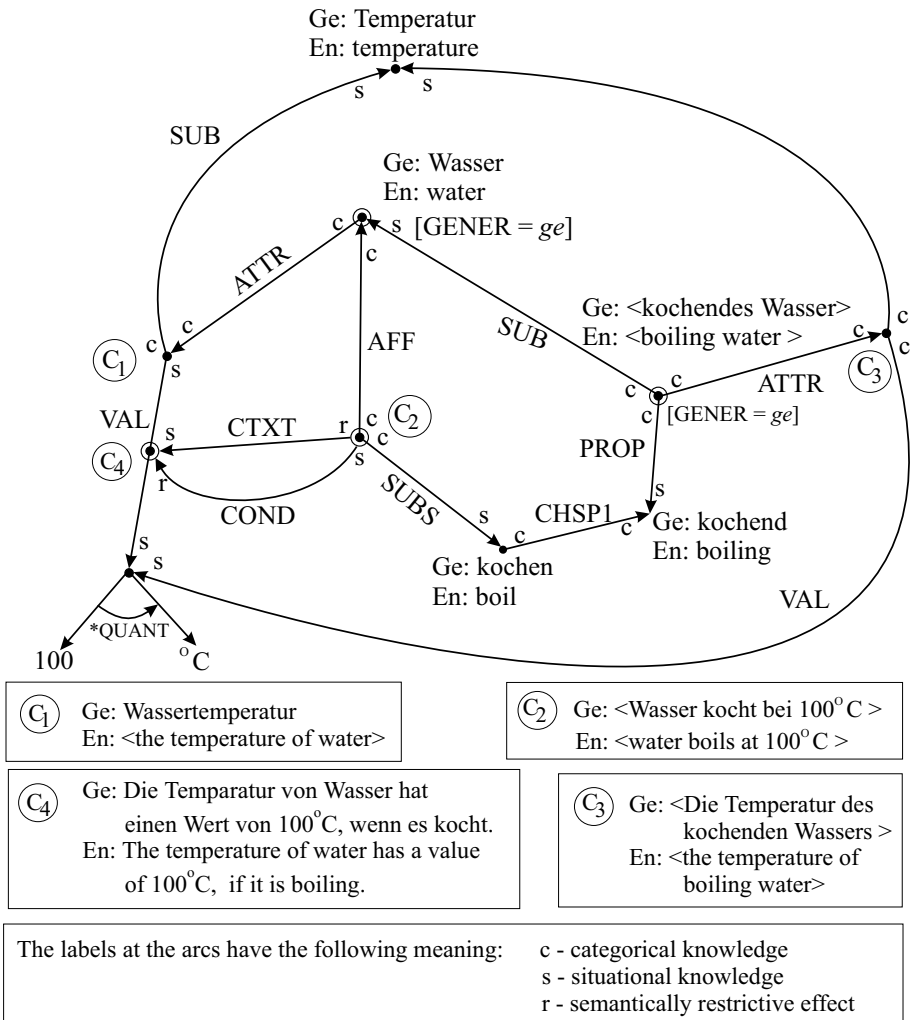 Ge: Temperatur
En: temperature
s
s
SUB
Ge: Wasser
En: water
c
s
[GENER = ge]
c
ATTR
Ge: <kochendes Wasser>
En: <boiling water >
c
c
c
SUB
AFF
c
c
C1
s
c
c
ATTR
C3
c
[GENER = ge]
VAL
s
CTXT
r
c
C2
c
PROP
C4
r
s
COND
SUBS
s
s
c
CHSP1
c
Ge: kochend
En: boiling
s
s
Ge: kochen
En: boil
VAL
*QUANT
100
°C
C1
Ge: Wassertemperatur
En: <the temperature of water>
C2
Ge: <Wasser kocht bei 100°C >
En: <water boils at 100°C >
C4
Ge: Die Temparatur von Wasser hat
einen Wert von 100°C, wenn es kocht.
En: The temperature of water has a value
of 100°C, if it is boiling.
C3
Ge: <Die Temperatur des
kochenden Wassers >
En: <the temperature of
boiling water>
The labels at the arcs have the following meaning:
c - categorical knowledge
s - situational knowledge
r - semantically restrictive effect